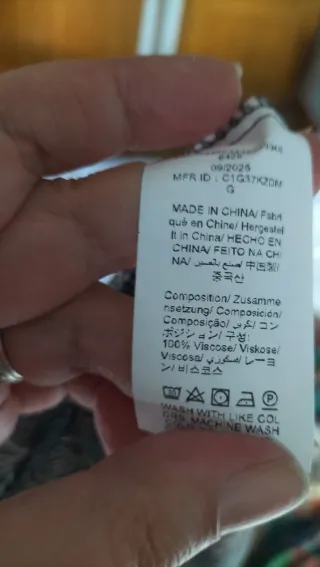 09/2025
MFR ID : C1G37KZDM
G
MADE IN CHINA/ Fabri
qué en Chine/ Hergestel
lt in China/ HECHO EN
CHINA/ FEITO NA CHI
NA/ صنع بالصين/ 中国製/
중국산
Composition/ Zusamme
nsetzung/ Composición/
Composição/ コン
ポジション/ 구성:
100% Viscose/ Viskose/
Viscosa/ レーヨ
ン/ 비스코스
WASH WITH LIKE COL
MACHINE WASH